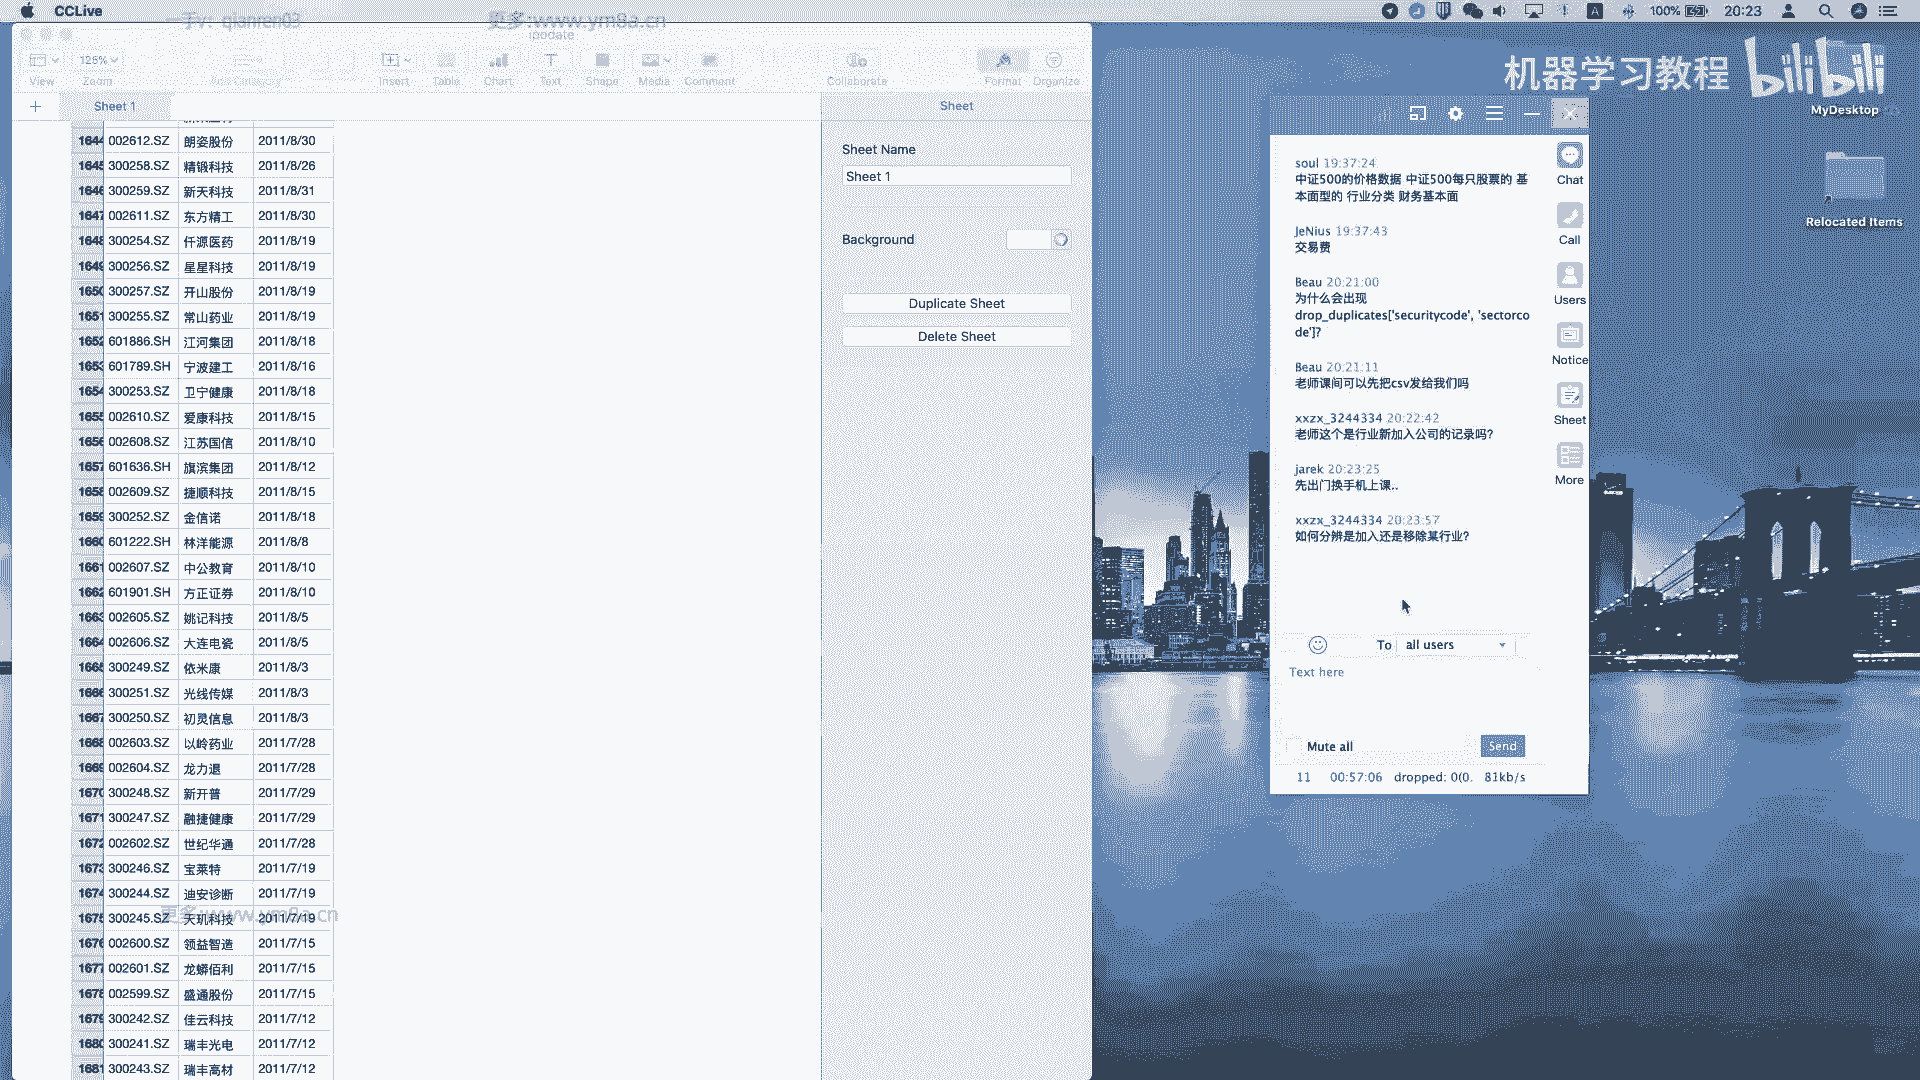 CCLive
一手v: qianren03
更多:www.ym8a.cn
100%
20:23
ipodate
125%
View
Zoom
Add Category
Insert
Table
Chart
Text
Shape
Media
Comment
Collaborate
Format
Organize
Sheet 1
Sheet
1644 002612.SZ 朗姿股份 2011/8/30
1645 300258.SZ 精锻科技 2011/8/26
1646 300259.SZ 新天科技 2011/8/31
1647 002611.SZ 东方精工 2011/8/30
1648 300254.SZ 仟源医药 2011/8/19
1649 300256.SZ 星星科技 2011/8/19
1650 300257.SZ 开山股份 2011/8/19
1651 300255.SZ 常山药业 2011/8/19
1652 601886.SH 江河集团 2011/8/18
1653 601789.SH 宁波建工 2011/8/16
1654 300253.SZ 卫宁健康 2011/8/18
1655 002610.SZ 爱康科技 2011/8/15
1656 002608.SZ 江苏国信 2011/8/10
1657 601636.SH 旗滨集团 2011/8/12
1658 002609.SZ 捷顺科技 2011/8/15
1659 300252.SZ 金信诺 2011/8/18
1660 601222.SH 林洋能源 2011/8/8
1661 002607.SZ 中公教育 2011/8/10
1662 601901.SH 方正证券 2011/8/10
1663 002605.SZ 姚记科技 2011/8/5
1664 002606.SZ 大连电瓷 2011/8/5
1665 300249.SZ 依米康 2011/8/3
1666 300251.SZ 光线传媒 2011/8/3
1667 300250.SZ 初灵信息 2011/8/3
1668 002603.SZ 以岭药业 2011/7/28
1669 002604.SZ 龙力退 2011/7/28
1670 300248.SZ 新开普 2011/7/29
1671 300247.SZ 融捷健康 2011/7/29
1672 002602.SZ 世纪华通 2011/7/28
1673 300246.SZ 宝莱特 2011/7/19
1674 300244.SZ 迪安诊断 2011/7/19
1675 300245.SZ 天玑科技 2011/7/19
更多:www.ym8a.cn
1676 002600.SZ 领益智造 2011/7/15
1677 002601.SZ 龙蟒佰利 2011/7/15
1678 002599.SZ 盛通股份 2011/7/15
1679 300242.SZ 佳云科技 2011/7/12
1680 300241.SZ 瑞丰光电 2011/7/12
1681 300243.SZ 瑞丰高材 2011/7/12
Sheet Name
Sheet 1
Background
Duplicate Sheet
Delete Sheet
机器学习教程 bilibili
MyDesktop
Relocated Items
soul 19:37:24
中证500的价格数据 中证500每只股票的 基
本面型的 行业分类 财务基本面
JeNius 19:37:43
交易费
Beau 20:21:00
为什么会出现
drop_duplicates['securitycode', 'sectorco
de']?
Beau 20:21:11
老师课间可以先把csv发给我们吗
xxzx_3244334 20:22:42
老师这个是行业新加入公司的记录吗?
jarek 20:23:25
先出门换手机上课..
xxzx_3244334 20:23:57
如何分辨是加入还是移除某行业?
Chat
Call
Users
Notice
Sheet
More
To all users
Text here
Mute all
Send
11 00:57:06 dropped: 0(0. 81kb/s